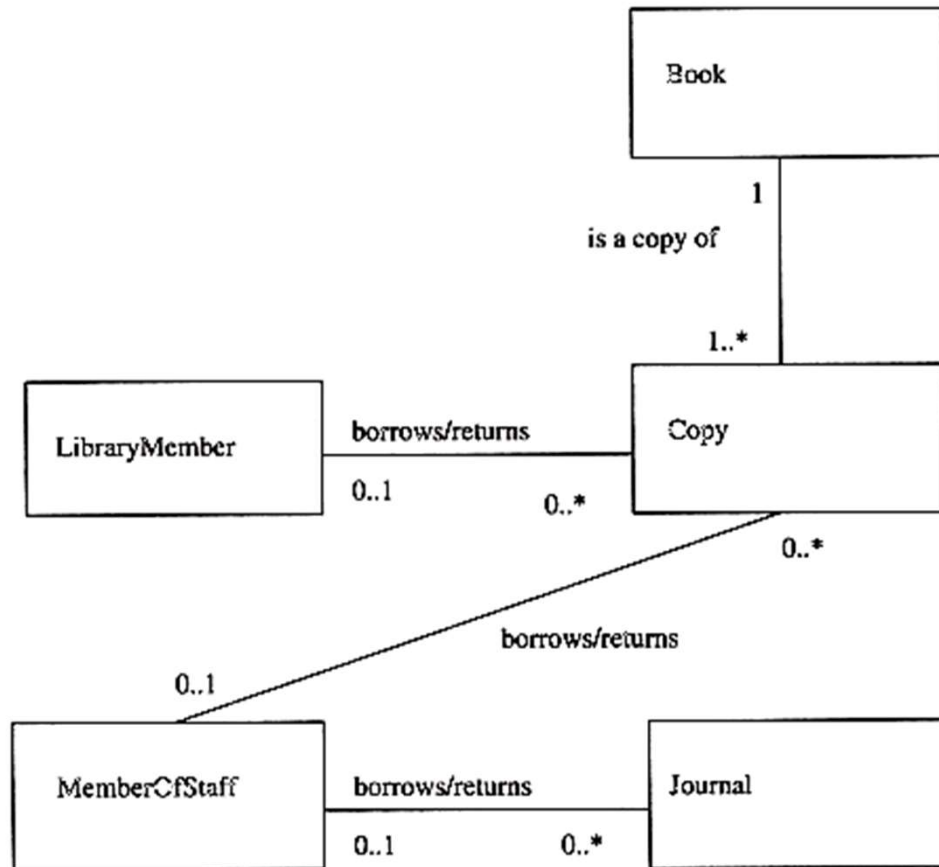 Book
1
is a copy of
1..*
LibraryMember
borrows/returns
0..1
0..*
Copy
0..*
borrows/returns
0..1
MemberOfStaff
borrows/returns
0..1
0..*
Journal